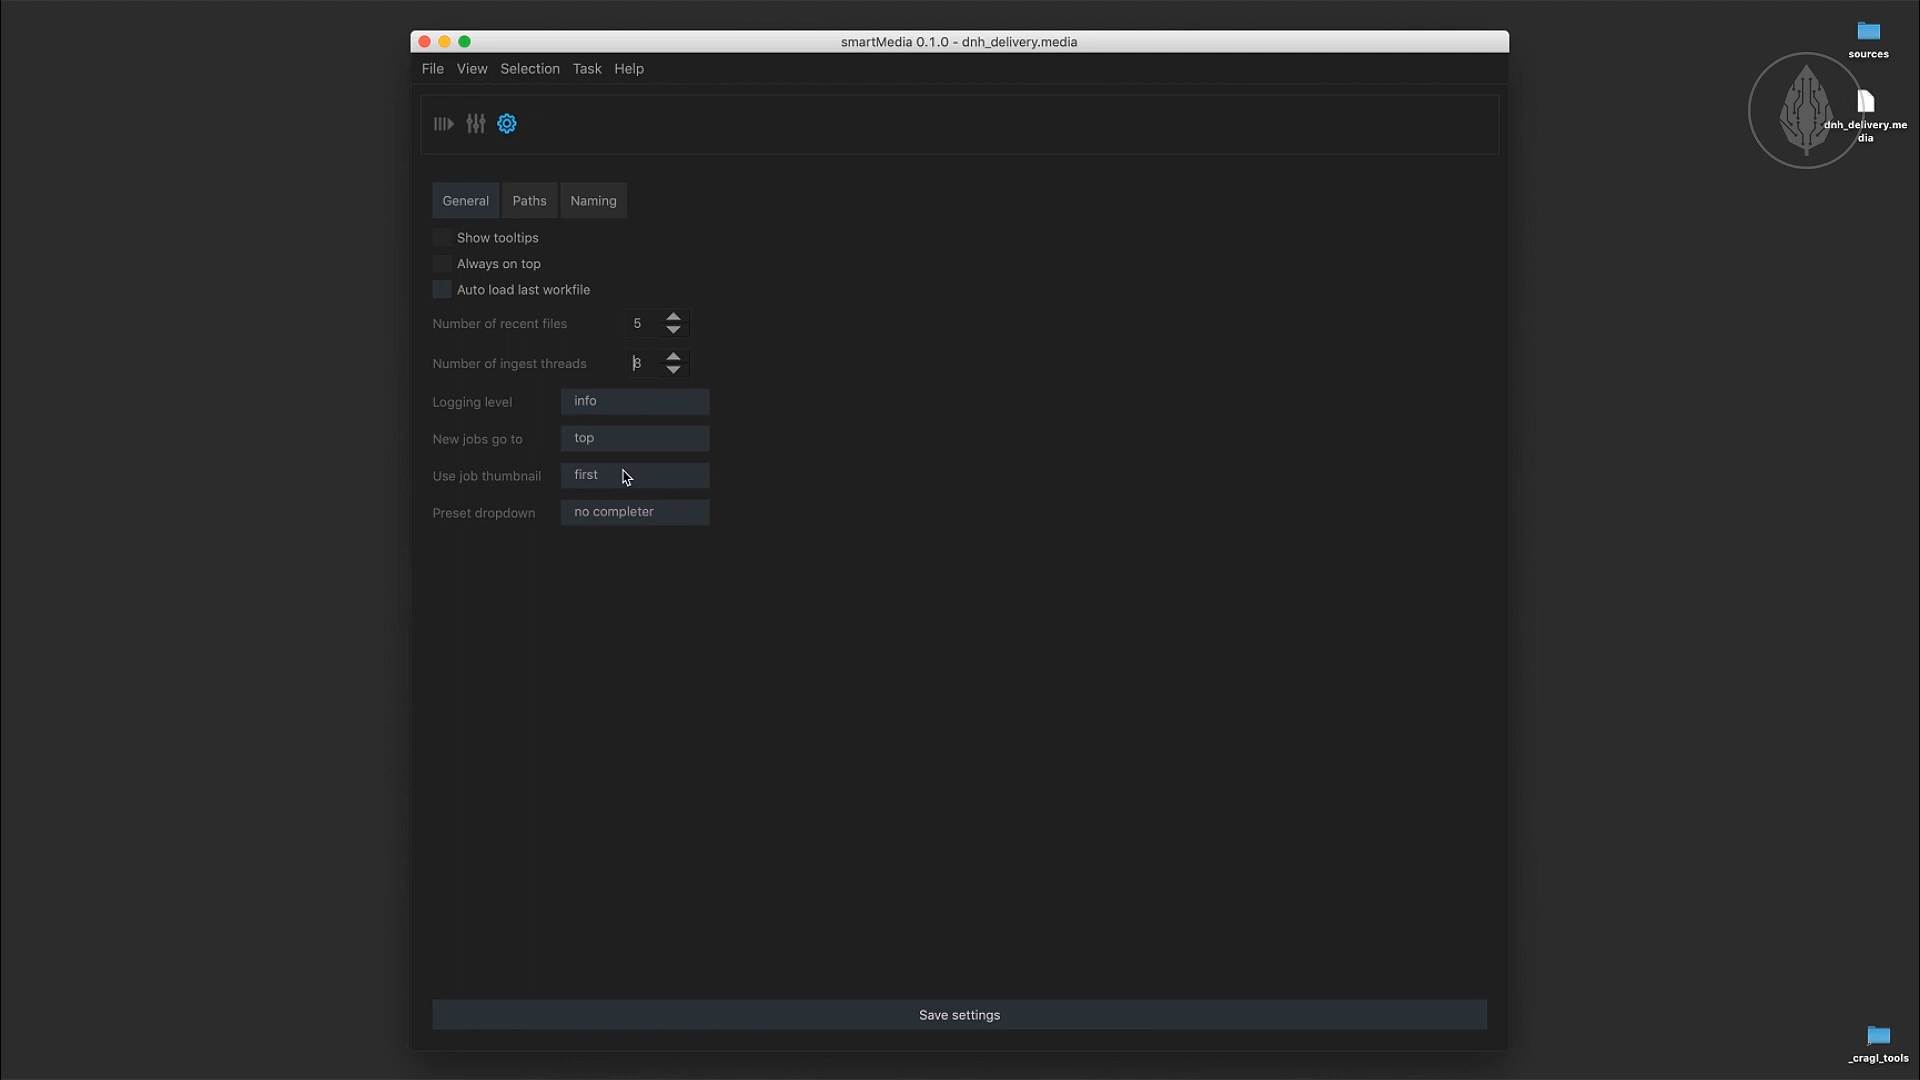 smartMedia 0.1.0 - dnh_delivery.media
File View Selection Task Help
sources
dnh_delivery.me
dia
General Paths Naming
Show tooltips
Always on top
Auto load last workfile
Number of recent files 5
Number of ingest threads 8
Logging level info
New jobs go to top
Use job thumbnail first
Preset dropdown no completer
Save settings
_cragl_tools